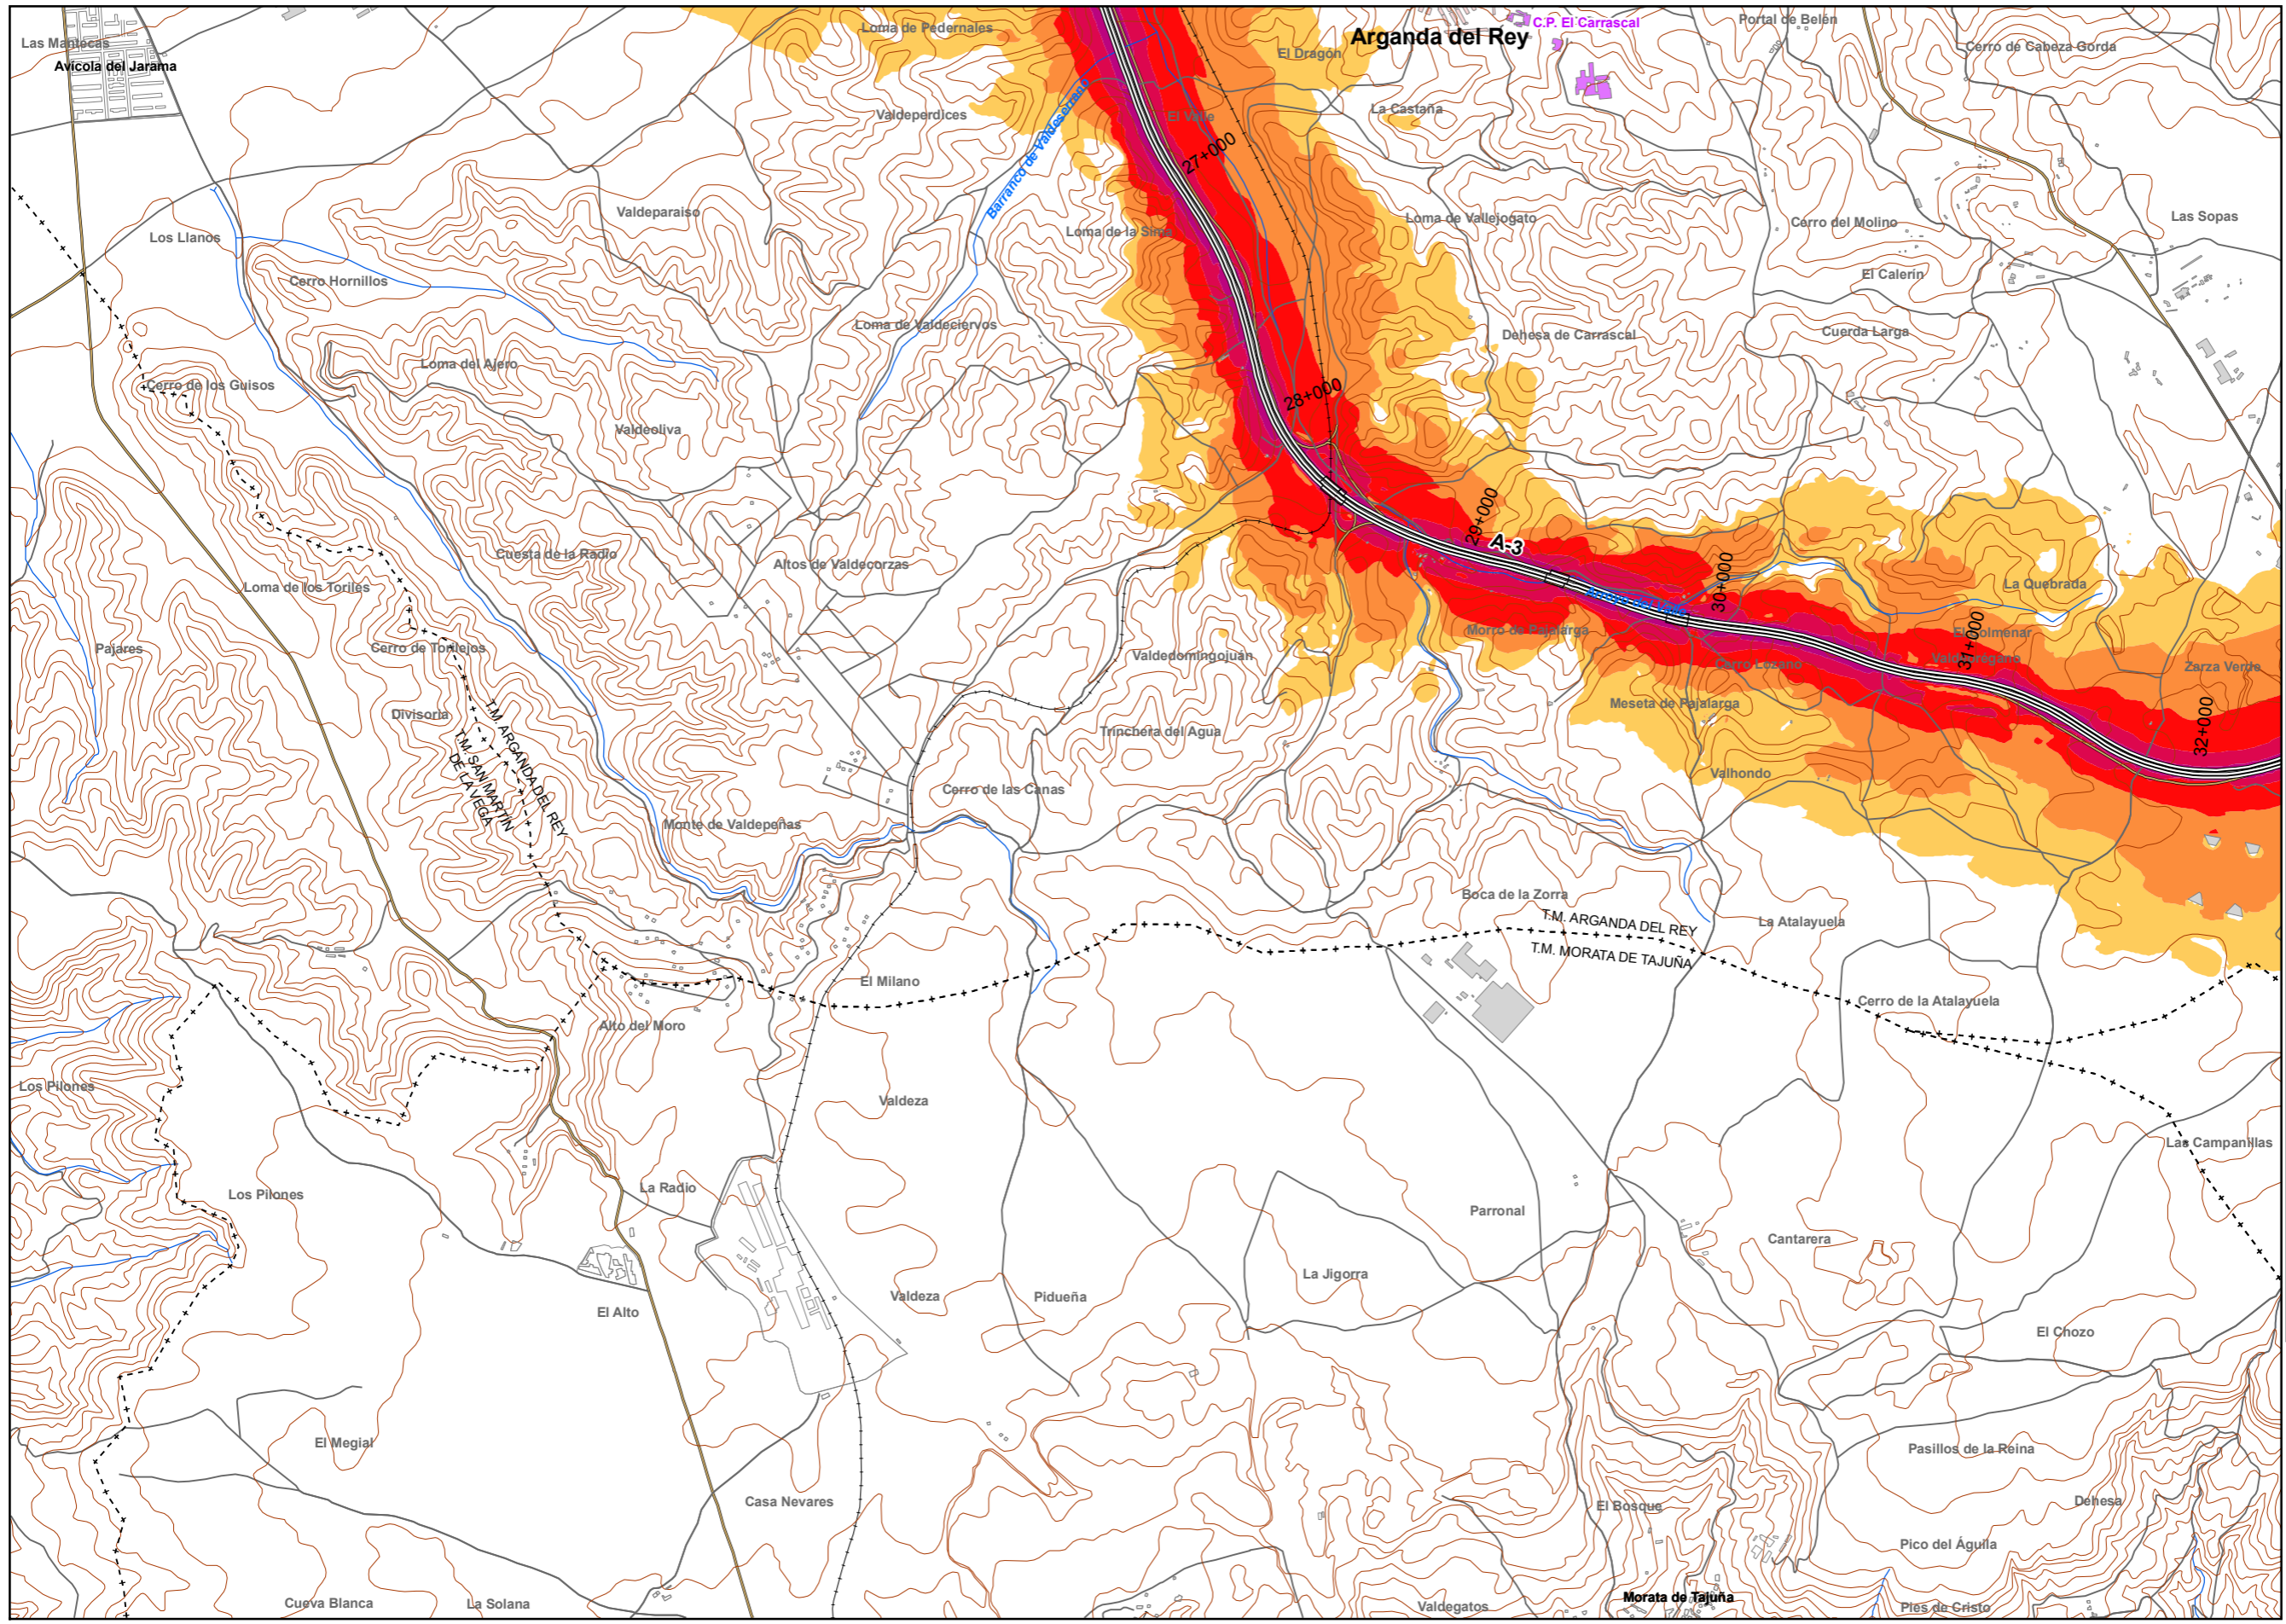 Loma de Pedernales
C.P. El Carrascal
Portal de Belén
Arganda del Rey
Las Mantecas
Avícola del Jarama
El Dragón
Cerro de Cabeza Gorda
Valdeperdices
Barranco de Valdeserrano
El Valle
La Castaña
27+000
Valdeparaiso
Los Llanos
Loma de la Sima
Loma de Vallejogato
Cerro del Molino
Las Sopas
Cerro Hornillos
El Calerín
Loma de Valdeciervos
Dehesa de Carrascal
Cuerda Larga
Loma del Ajero
Cerro de los Guisos
28+000
Valdeoliva
29+000
A-3
Cuesta de la Radio
Altos de Valdecorzas
30+000
Loma de los Toriles
La Quebrada
Morro de Pajalarga
31+000
El Colmenar
Pajares
Cerro de Torilejos
Valdedomingojuán
Cerro Lozano
Zarza Verde
Divisoria
T.M. ARGANDA DEL REY
T.M. SAN MARTÍN
DE LA VEGA
Trinchera del Agua
Meseta de Pajalarga
32+000
Valhondo
Cerro de las Canas
Monte de Valdepeñas
Boca de la Zorra
T.M. ARGANDA DEL REY
T.M. MORATA DE TAJUÑA
La Atalayuela
El Milano
Cerro de la Atalayuela
Alto del Moro
Los Pilones
Valdeza
Las Campanillas
Los Pilones
La Radio
Parronal
Cantarera
La Jigorra
Valdeza
Pidueña
El Alto
El Chozo
El Megial
Pasillos de la Reina
Casa Nevares
El Bosque
Dehesa
Pico del Águila
Cueva Blanca
La Solana
Valdegatos
Morata de Tajuña
Pies de Cristo